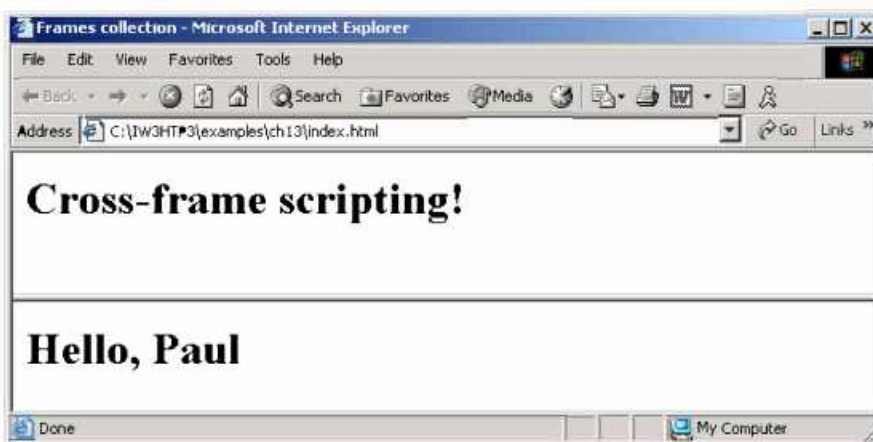 Frames collection - Microsoft Internet Explorer
File Edit View Favorites Tools Help
Back Search Favorites Media
Address C:\IW3HTP3\examples\ch13\index.html Go Links »
Cross-frame scripting!
Hello, Paul
Done My Computer